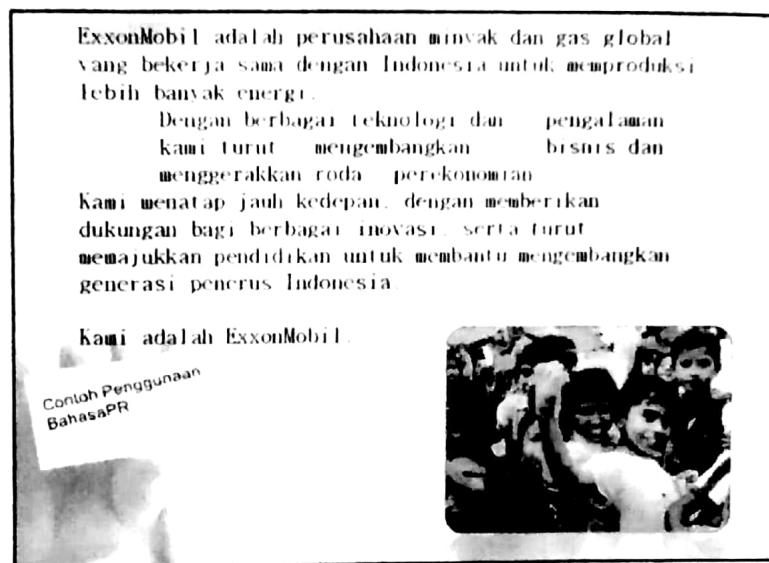 ExxonMobil adalah perusahaan minyak dan gas global
yang bekerja sama dengan Indonesia untuk memproduksi
lebih banyak energi.
Dengan berbagai teknologi dan pengalaman
kami turut mengembangkan bisnis dan
menggerakkan roda perekonomian
Kami menatap jauh kedepan, dengan memberikan
dukungan bagi berbagai inovasi, serta turut
memajukkan pendidikan untuk membantu mengembangkan
generasi penerus Indonesia.
Kami adalah ExxonMobil.
Contoh Penggunaan
BahasaPR